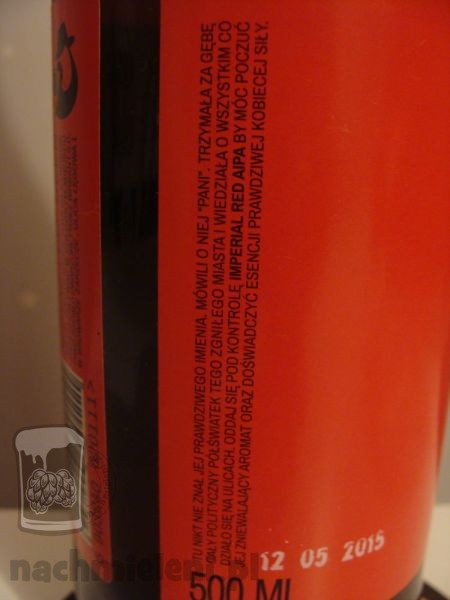 TU NIKT NIE ZNAŁ JEJ PRAWDZIWEGO IMIENIA. MÓWILI O NIEJ "PANI". TRZYMAŁA ZA GĘBĘ
CAŁY POLITYCZNY PÓŁŚWIATEK TEGO ZGNIŁEGO MIASTA I WIEDZIAŁA O WSZYSTKIM CO
DZIAŁO SIĘ NA ULICACH. ODDAJ SIĘ POD KONTROLĘ IMPERIAL RED AIPA BY MÓC POCZUĆ
JEJ ZNIEWALAJĄCY AROMAT ORAZ DOŚWIADCZYĆ ESENCJI PRAWDZIWEJ KOBIECEJ SIŁY.
12 05 2015
500 ML